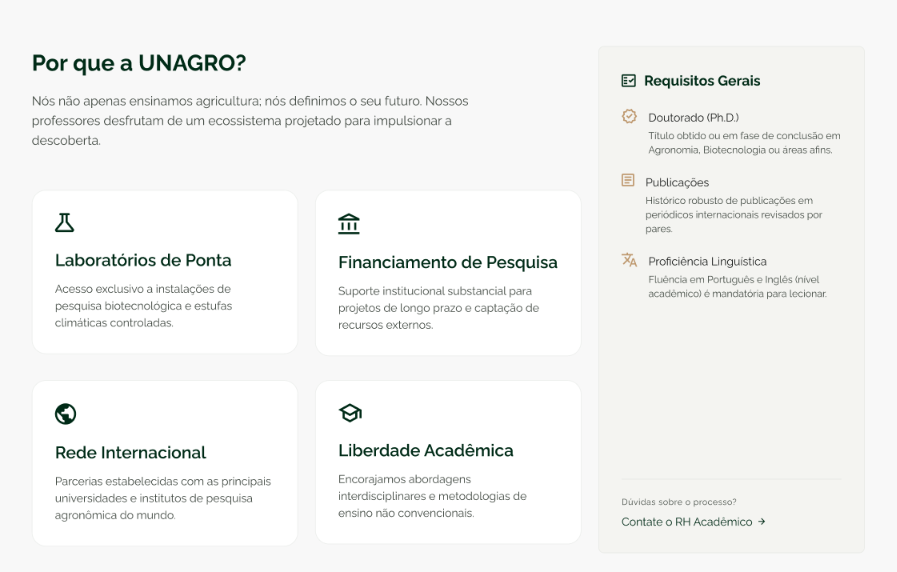 Por que a UNAGRO?
Nós não apenas ensinamos agricultura; nós definimos o seu futuro. Nossos
professores desfrutam de um ecossistema projetado para impulsionar a
descoberta.
Laboratórios de Ponta
Acesso exclusivo a instalações de
pesquisa biotecnológica e estufas
climáticas controladas.
Financiamento de Pesquisa
Suporte institucional substancial para
projetos de longo prazo e captação de
recursos externos.
Rede Internacional
Parcerias estabelecidas com as principais
universidades e institutos de pesquisa
agronômica do mundo.
Liberdade Acadêmica
Encorajamos abordagens
interdisciplinares e metodologias de
ensino não convencionais.
Requisitos Gerais
Doutorado (Ph.D.)
Título obtido ou em fase de conclusão em
Agronomia, Biotecnologia ou áreas afins.
Publicações
Histórico robusto de publicações em
periódicos internacionais revisados por
pares.
Proficiência Linguística
Fluência em Português e Inglês (nível
acadêmico) é mandatória para lecionar.
Dúvidas sobre o processo?
Contate o RH Acadêmico →